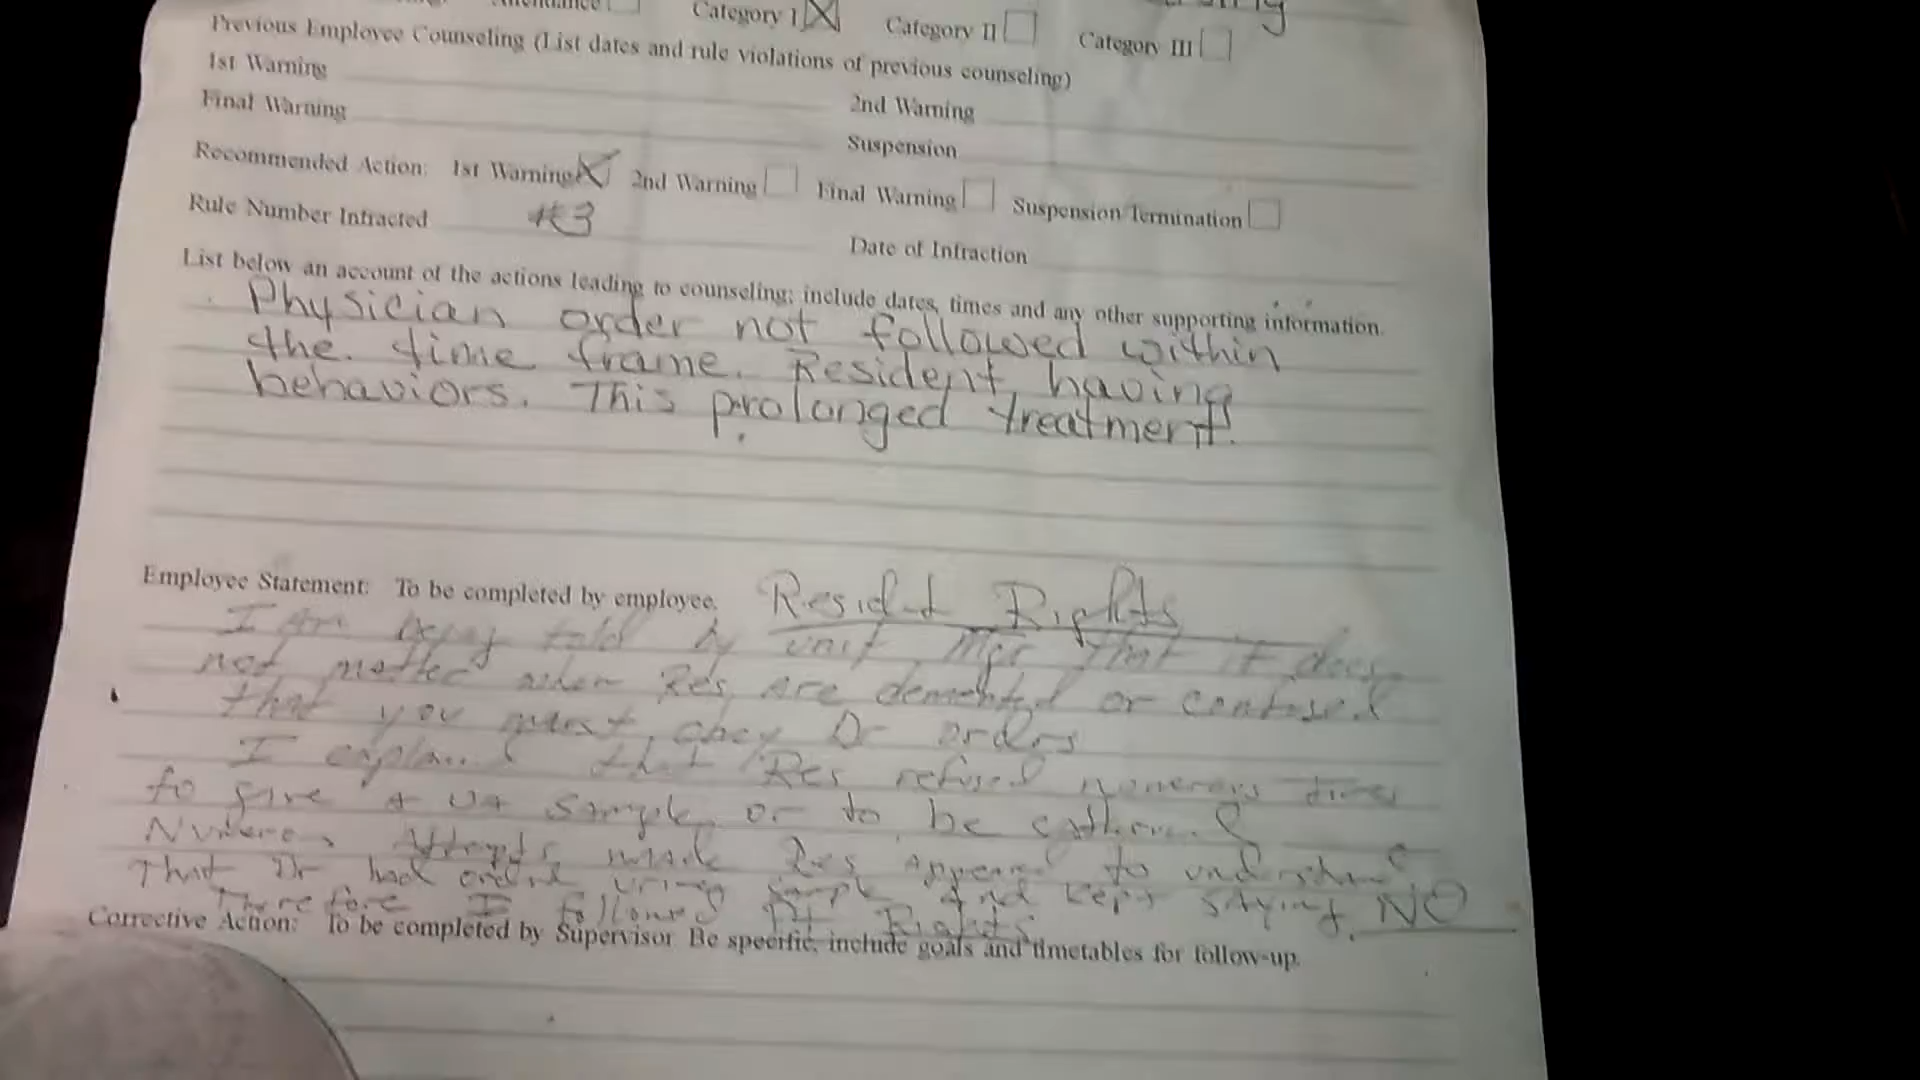 Category I Category II Category III
Previous Employee Counseling (List dates and rule violations of previous counseling)
1st Warning 2nd Warning
Final Warning Suspension
Recommended Action: 1st Warning 2nd Warning Final Warning Suspension/Termination
Rule Number Infracted #3 Date of Infraction
List below an account of the actions leading to counseling; include dates, times and any other supporting information.
Physician order not followed within
the time frame. Resident having
behaviors. This prolonged treatment.
Employee Statement: To be completed by employee. Resident Rights
I Am being told by unit Mgr that it does
not matter when Res are demented or confused
that you must obey Dr orders
I explained that Res refused numerous times
to give a UA sample, or to be catherized
Numerous Attempts made Res Appeared to understand
That Dr had ordered urine sample And kept saying NO
Therefore I followed Pt Rights
Corrective Action: To be completed by Supervisor Be specific, include goals and timetables for follow-up.